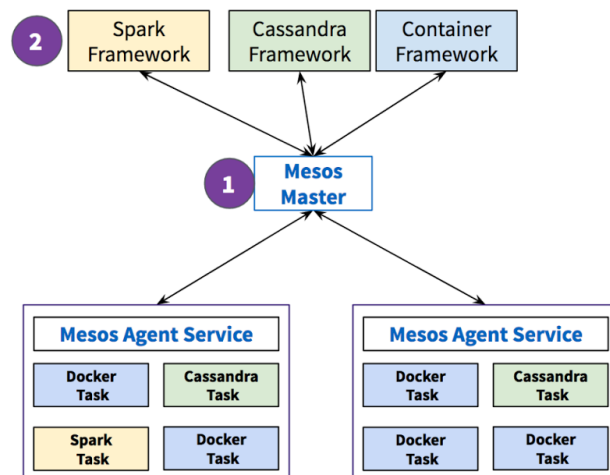 2
Spark
Framework
Cassandra
Framework
Container
Framework
1
Mesos
Master
Mesos Agent Service
Docker
Task
Cassandra
Task
Spark
Task
Docker
Task
Mesos Agent Service
Docker
Task
Cassandra
Task
Docker
Task
Docker
Task